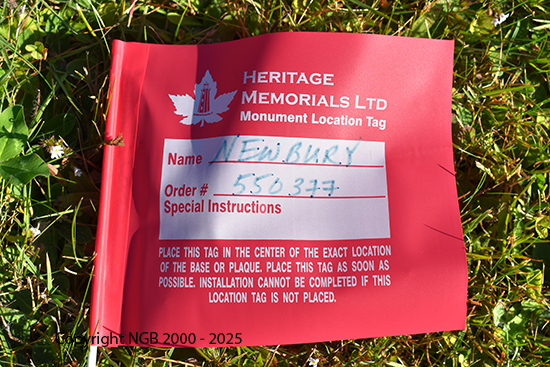 HERITAGE
MEMORIALS LTD
Monument Location Tag
Name NEWBURY
Order # 550377
Special Instructions
PLACE THIS TAG IN THE CENTER OF THE EXACT LOCATION
OF THE BASE OR PLAQUE. PLACE THIS TAG AS SOON AS
POSSIBLE. INSTALLATION CANNOT BE COMPLETED IF THIS
LOCATION TAG IS NOT PLACED.
Copyright NGB 2000 - 2025